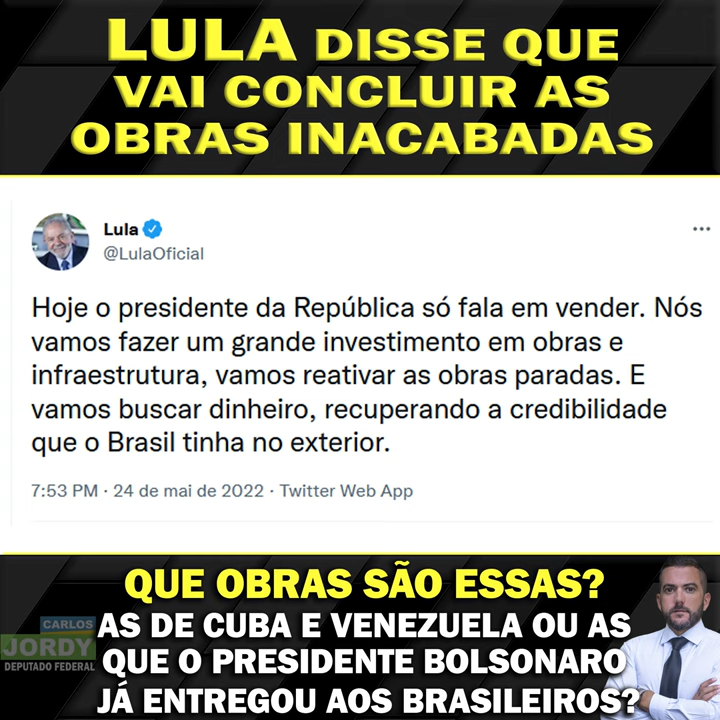 LULA DISSE QUE
VAI CONCLUIR AS
OBRAS INACABADAS
Lula
@LulaOficial
Hoje o presidente da República só fala em vender. Nós
vamos fazer um grande investimento em obras e
infraestrutura, vamos reativar as obras paradas. E
vamos buscar dinheiro, recuperando a credibilidade
que o Brasil tinha no exterior.
7:53 PM · 24 de mai de 2022 · Twitter Web App
QUE OBRAS SÃO ESSAS?
AS DE CUBA E VENEZUELA OU AS
QUE O PRESIDENTE BOLSONARO
JÁ ENTREGOU AOS BRASILEIROS?
CARLOS
JORDY
DEPUTADO FEDERAL